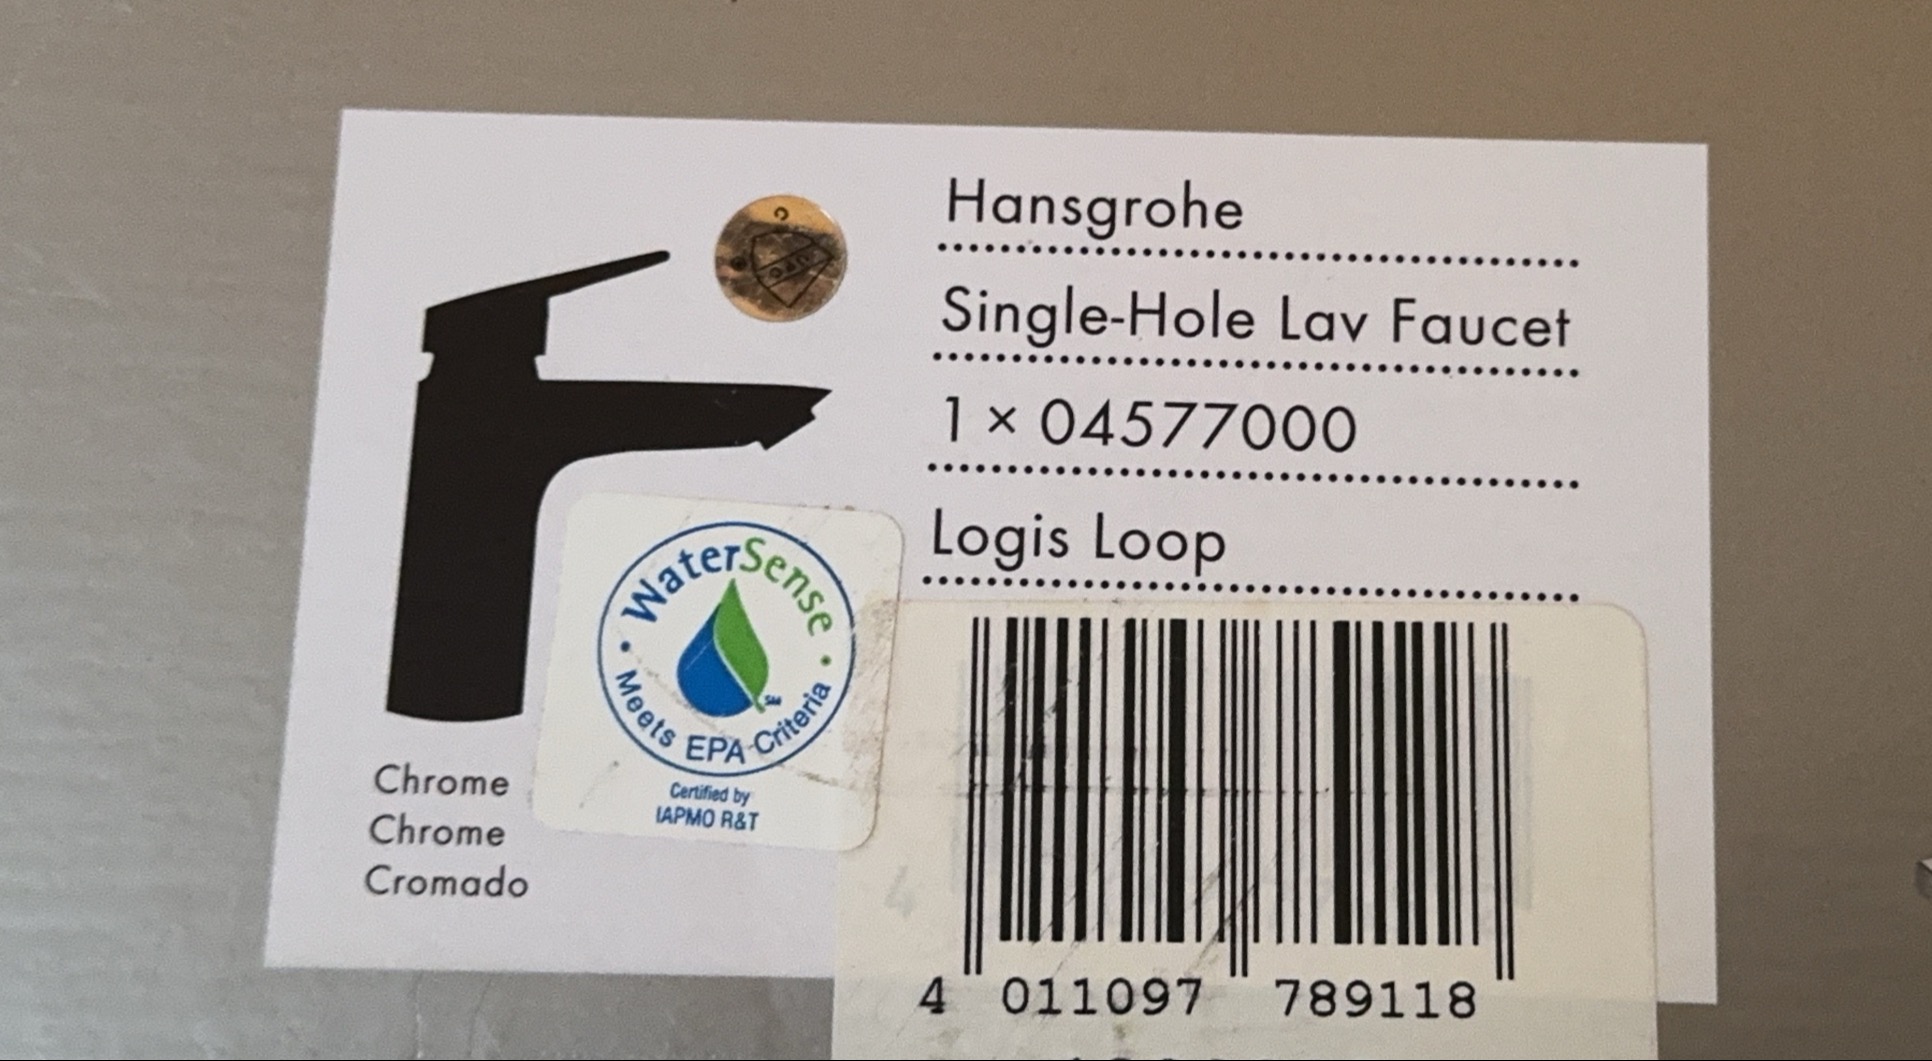 Hansgrohe
Single-Hole Lav Faucet
1 × 04577000
Logis Loop
UPC
C
WaterSense
Meets EPA Criteria
Certified by
IAPMO R&T
Chrome
Chrome
Cromado
4 011097 789118